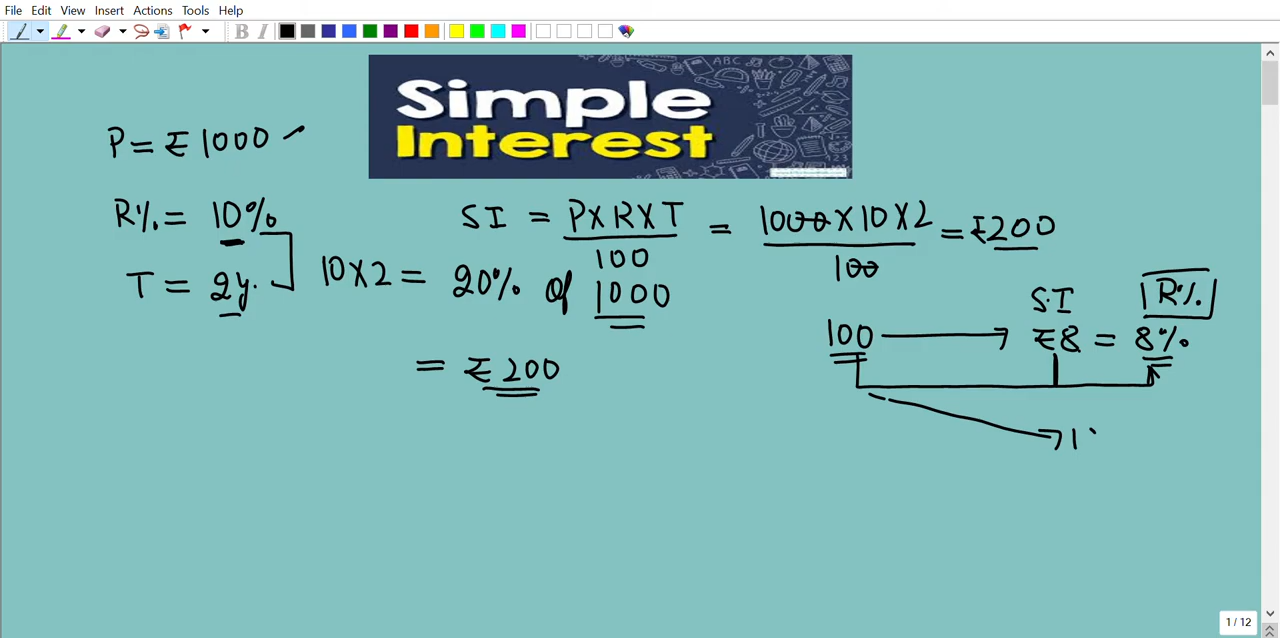 File Edit View Insert Actions Tools Help
B I
Simple
Interest
P = ₹ 1000
R% = 10%
T = 2y.
10 X 2 = 20% of 1000
= ₹ 200
SI = P X R X T / 100 = 1000 X 10 X 2 / 100 = ₹200
S.I R%
100 → ₹8 = 8%
1 / 12